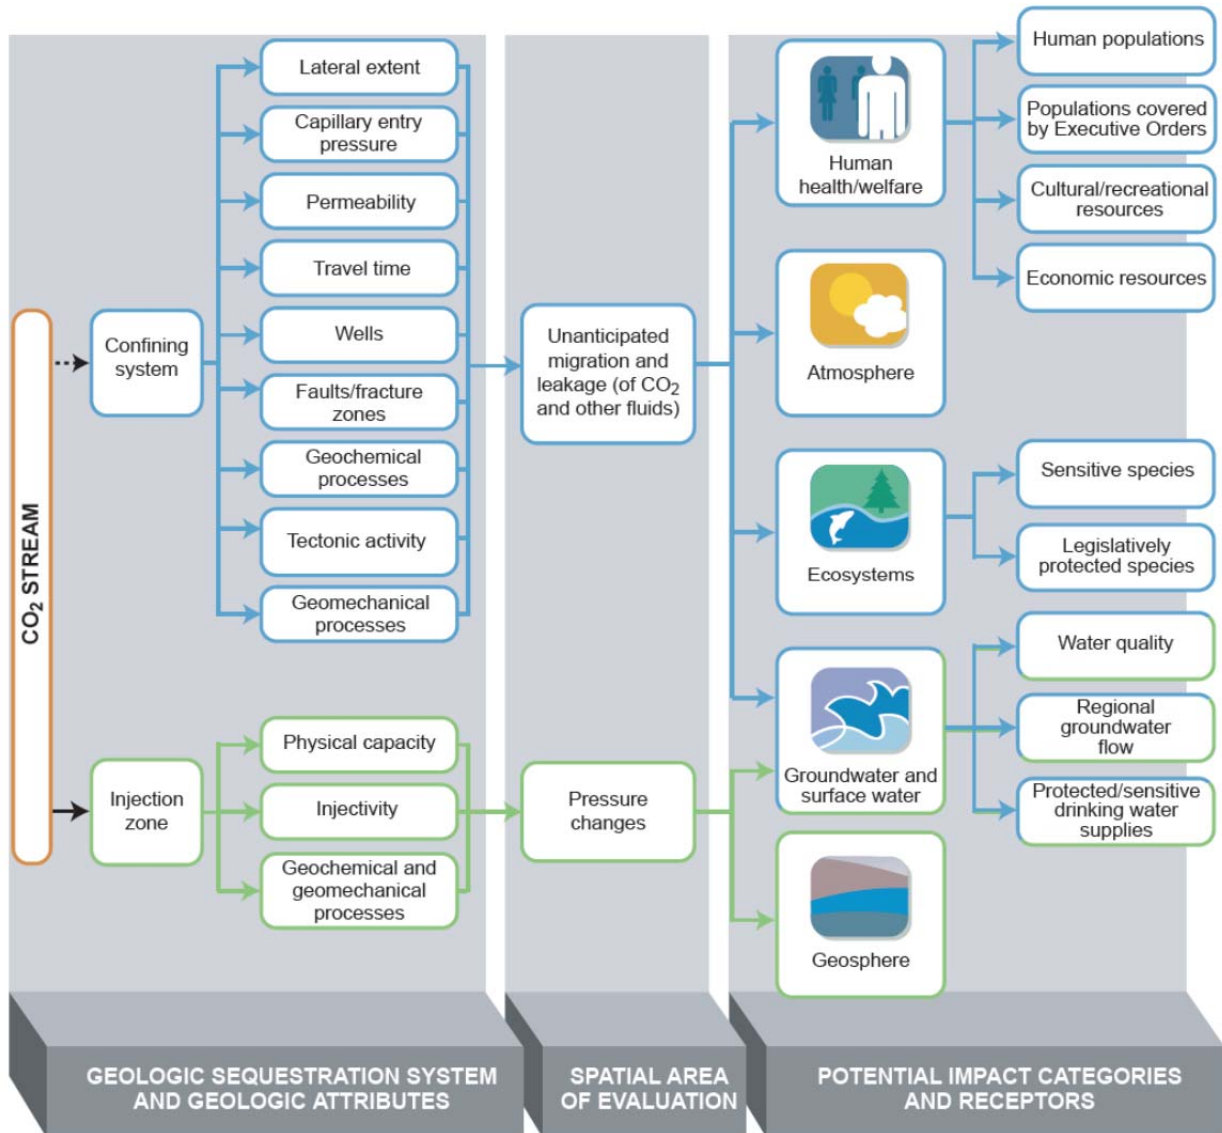 CO₂ STREAM
Confining
system
Injection
zone
Lateral extent
Capillary entry
pressure
Permeability
Travel time
Wells
Faults/fracture
zones
Geochemical
processes
Tectonic activity
Geomechanical
processes
Physical capacity
Injectivity
Geochemical and
geomechanical
processes
Unanticipated
migration and
leakage (of CO₂
and other fluids)
Pressure
changes
Human
health/welfare
Atmosphere
Ecosystems
Groundwater and
surface water
Geosphere
Human populations
Populations covered
by Executive Orders
Cultural/recreational
resources
Economic resources
Sensitive species
Legislatively
protected species
Water quality
Regional
groundwater
flow
Protected/sensitive
drinking water
supplies
GEOLOGIC SEQUESTRATION SYSTEM
AND GEOLOGIC ATTRIBUTES
SPATIAL AREA
OF EVALUATION
POTENTIAL IMPACT CATEGORIES
AND RECEPTORS